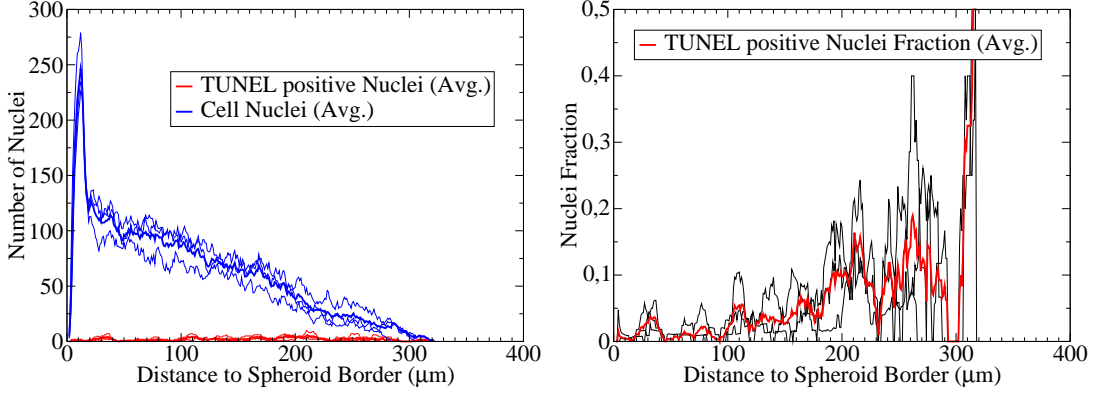 300
250
200
150
100
50
0
Number of Nuclei
TUNEL positive Nuclei (Avg.)
Cell Nuclei (Avg.)
0 100 200 300 400
Distance to Spheroid Border (μm)
0,5
0,4
0,3
0,2
0,1
0
Nuclei Fraction
TUNEL positive Nuclei Fraction (Avg.)
0 100 200 300 400
Distance to Spheroid Border (μm)